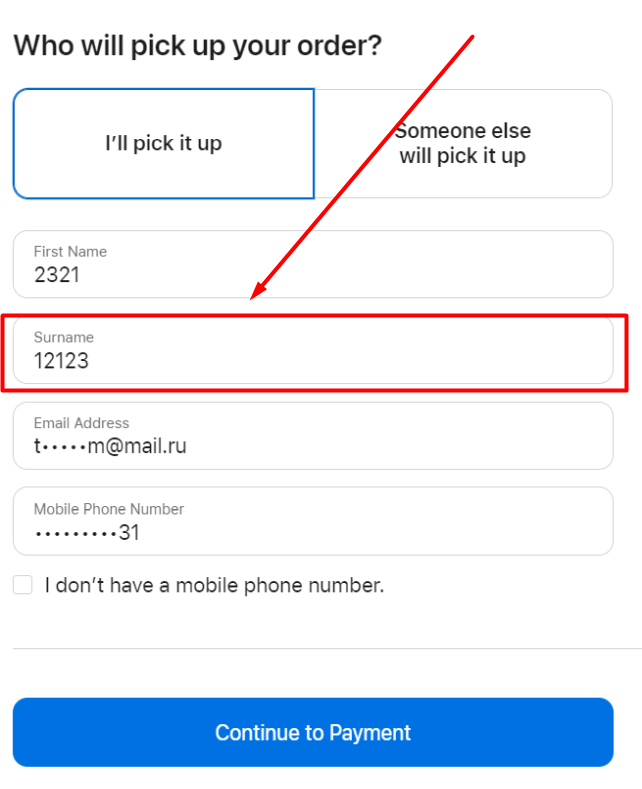 Who will pick up your order?
I’ll pick it up
Someone else
will pick it up
First Name
2321
Surname
12123
Email Address
t•••••m@mail.ru
Mobile Phone Number
•••••••••31
I don’t have a mobile phone number.
Continue to Payment